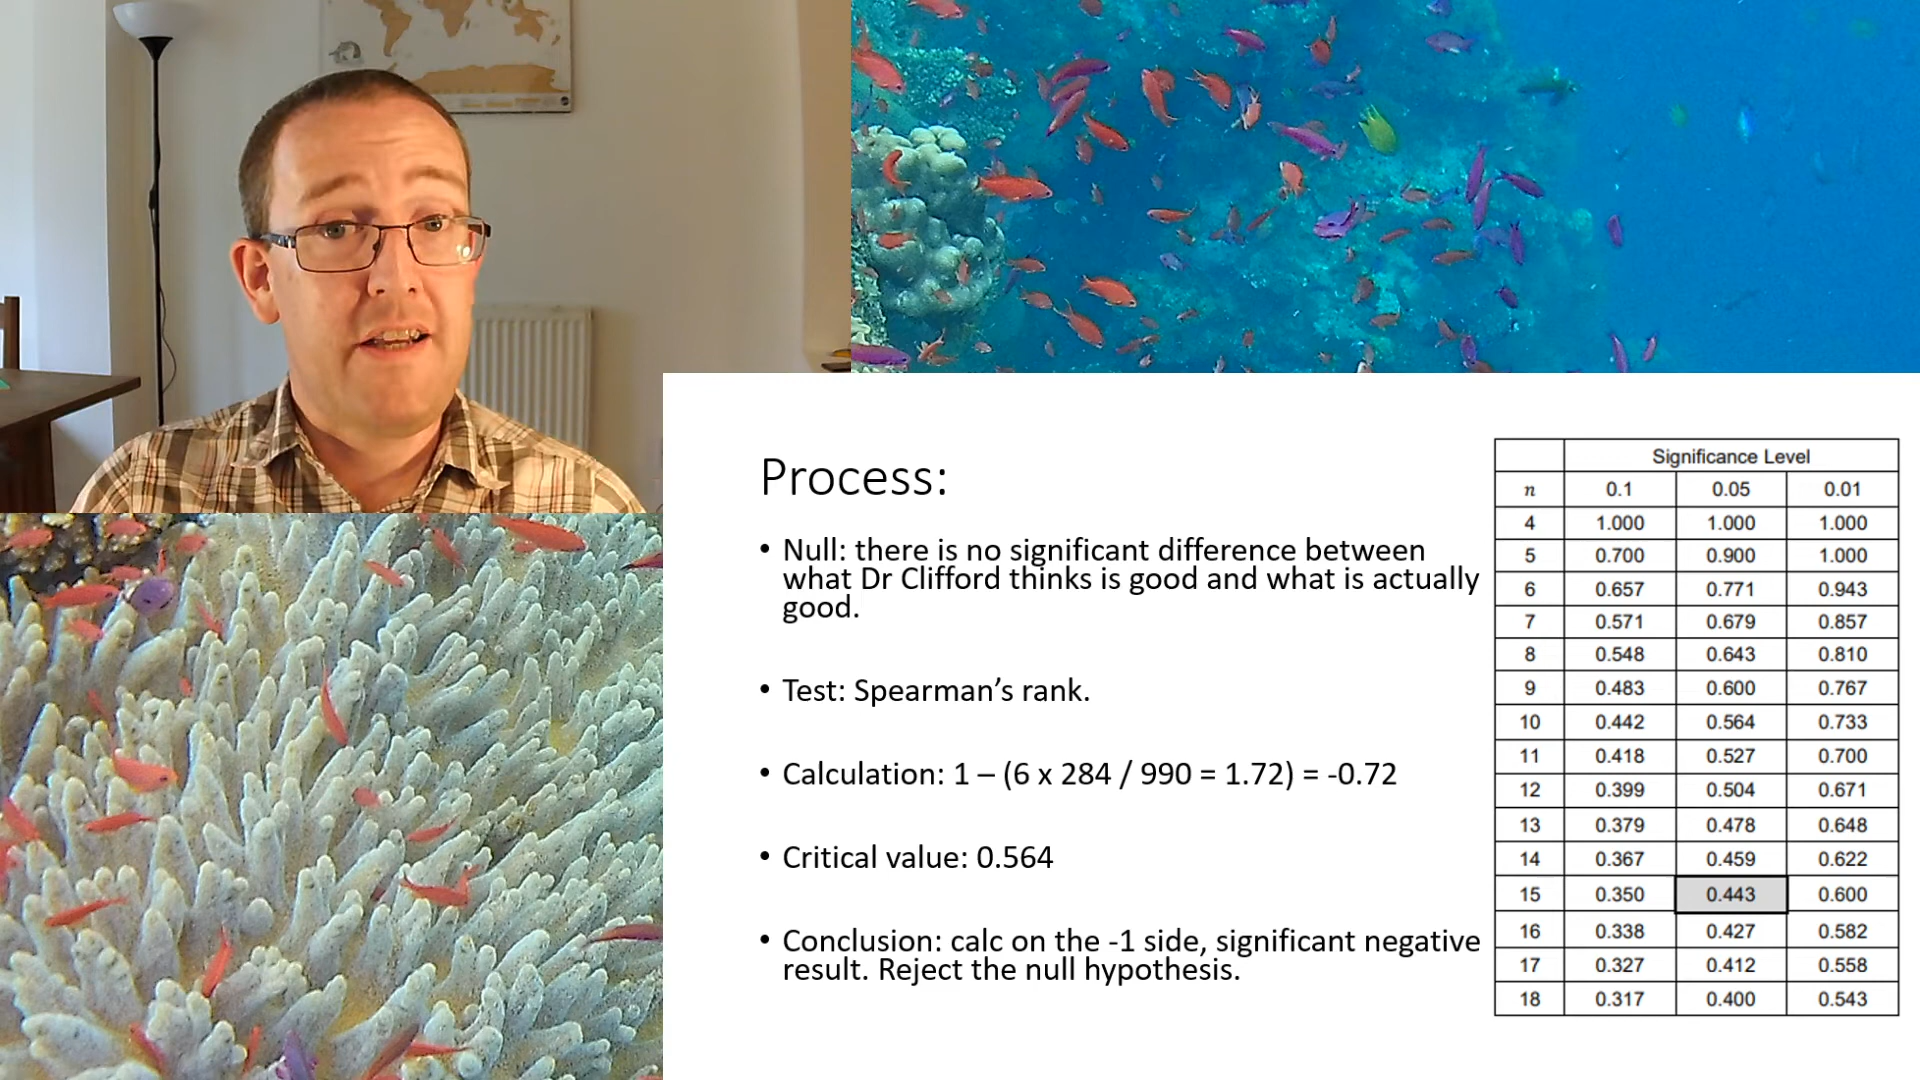 Process:
• Null: there is no significant difference between
what Dr Clifford thinks is good and what is actually
good.
• Test: Spearman’s rank.
• Calculation: 1 – (6 x 284 / 990 = 1.72) = -0.72
• Critical value: 0.564
• Conclusion: calc on the -1 side, significant negative
result. Reject the null hypothesis.
Significance Level
n 0.1 0.05 0.01
4 1.000 1.000 1.000
5 0.700 0.900 1.000
6 0.657 0.771 0.943
7 0.571 0.679 0.857
8 0.548 0.643 0.810
9 0.483 0.600 0.767
10 0.442 0.564 0.733
11 0.418 0.527 0.700
12 0.399 0.504 0.671
13 0.379 0.478 0.648
14 0.367 0.459 0.622
15 0.350 0.443 0.600
16 0.338 0.427 0.582
17 0.327 0.412 0.558
18 0.317 0.400 0.543